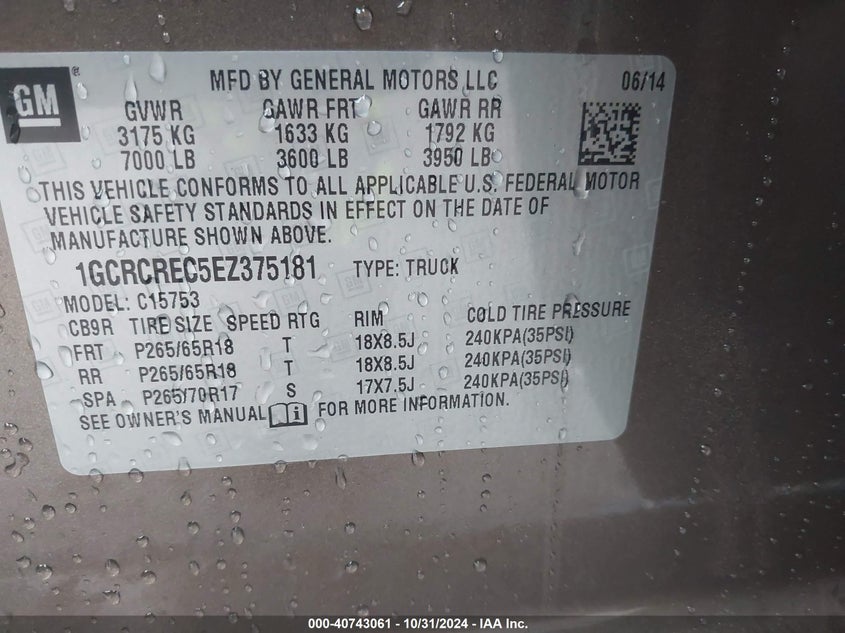 GM
®
MFD BY GENERAL MOTORS LLC 06/14
GVWR GAWR FRT GAWR RR
3175 KG 1633 KG 1792 KG
7000 LB 3600 LB 3950 LB
THIS VEHICLE CONFORMS TO ALL APPLICABLE U.S. FEDERAL MOTOR
VEHICLE SAFETY STANDARDS IN EFFECT ON THE DATE OF
MANUFACTURE SHOWN ABOVE.
1GCRCREC5EZ375181 TYPE: TRUCK
MODEL: C15753
CB9R TIRE SIZE SPEED RTG RIM COLD TIRE PRESSURE
FRT P265/65R18 T 18X8.5J 240KPA(35PSI)
RR P265/65R18 T 18X8.5J 240KPA(35PSI)
SPA P265/70R17 S 17X7.5J 240KPA(35PSI)
SEE OWNER'S MANUAL FOR MORE INFORMATION.
000-40743061 - 10/31/2024 - IAA Inc.